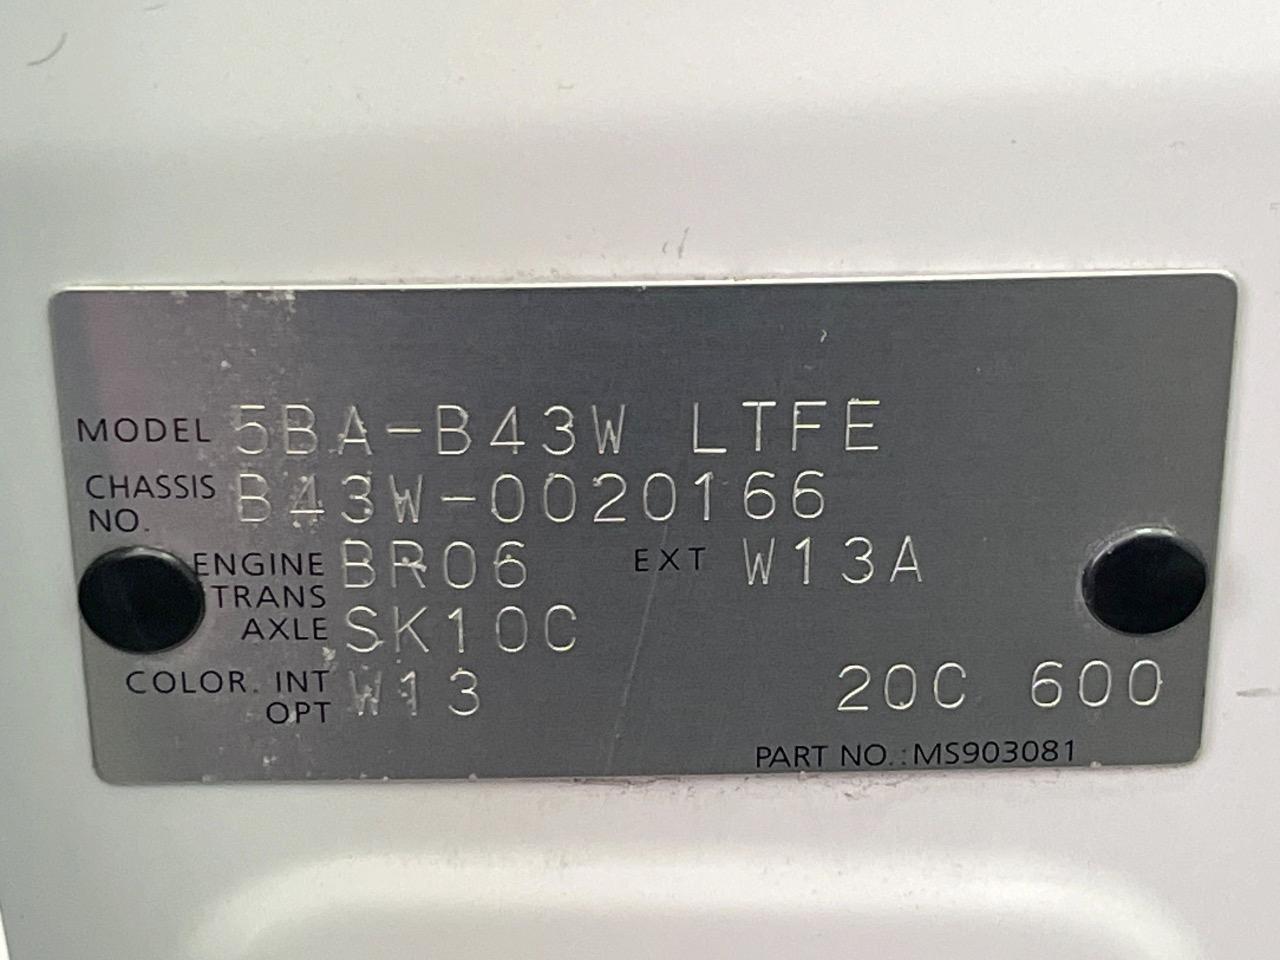 MODEL 5BA-B43W LTFE
CHASSIS NO. B43W-0020166
ENGINE BR06 EXT W13A
TRANS AXLE SK10C
COLOR. INT OPT W13 20C 600
PART NO.:MS903081